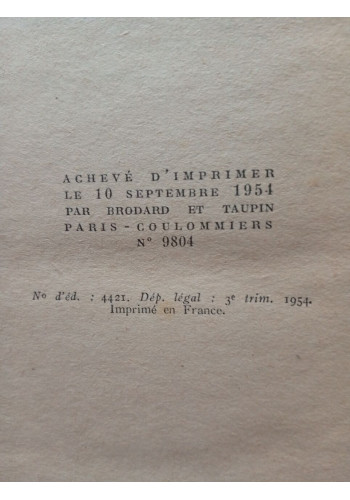 ACHEVÉ D'IMPRIMER
LE 10 SEPTEMBRE 1954
PAR BRODARD ET TAUPIN
PARIS - COULOMMIERS
N° 9804
No d'éd. : 4421. Dép. légal : 3e trim. 1954.
Imprimé en France.